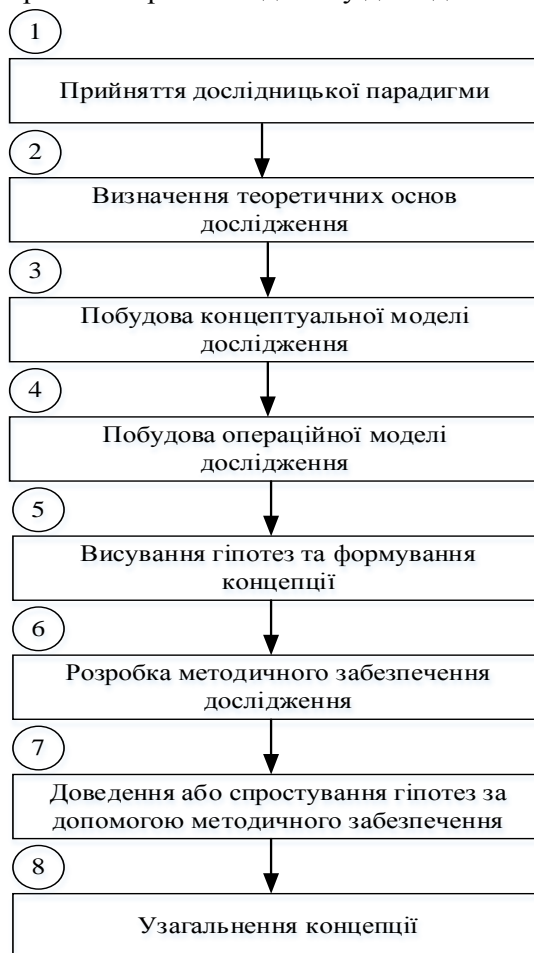 1
Прийняття дослідницької парадигми
2
Визначення теоретичних основ
дослідження
3
Побудова концептуальної моделі
дослідження
4
Побудова операційної моделі
дослідження
5
Висування гіпотез та формування
концепції
6
Розробка методичного забезпечення
дослідження
7
Доведення або спростування гіпотез за
допомогою методичного забезпечення
8
Узагальнення концепції